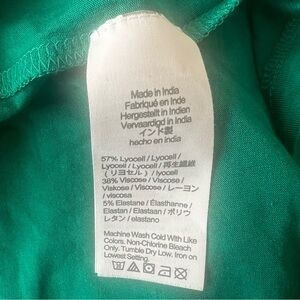 Made in India
Fabriqué en Inde
Hergestellt in Indien
Vervaardigd in India
インド製
hecho en india
57% Lyocell / Lyocell /
Lyocell / Lyocell / 再生繊維
(リヨセル) / lyocell
38% Viscose / Viscose /
Viskose / Viscose / レーヨン
/ viscosa
5% Elastane / Élasthanne /
Elastan / Elastaan / ポリウ
レタン / elastano
Machine Wash Cold With Like
Colors. Non-Chlorine Bleach
Only. Tumble Dry Low. Iron on
Lowest Setting.